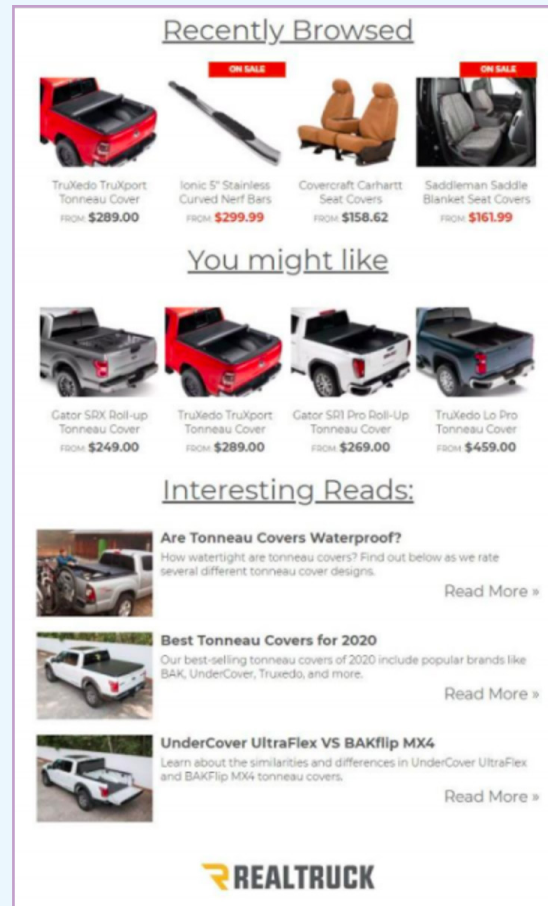 Recently Browsed
ON SALE
ON SALE
TruXedo TruXport
Tonneau Cover
FROM: $289.00
Ionic 5" Stainless
Curved Nerf Bars
FROM: $299.99
Covercraft Carhartt
Seat Covers
FROM: $158.62
Saddleman Saddle
Blanket Seat Covers
FROM: $161.99
You might like
Gator SRX Roll-up
Tonneau Cover
FROM: $249.00
TruXedo TruXport
Tonneau Cover
FROM: $289.00
Gator SR1 Pro Roll-Up
Tonneau Cover
FROM: $269.00
TruXedo Lo Pro
Tonneau Cover
FROM: $459.00
Interesting Reads:
Are Tonneau Covers Waterproof?
How watertight are tonneau covers? Find out below as we rate
several different tonneau cover designs.
Read More »
Best Tonneau Covers for 2020
Our best-selling tonneau covers of 2020 include popular brands like
BAK, UnderCover, Truxedo, and more.
Read More »
UnderCover UltraFlex VS BAKflip MX4
Learn about the similarities and differences in UnderCover UltraFlex
and BAKFlip MX4 tonneau covers.
Read More »
REALTRUCK